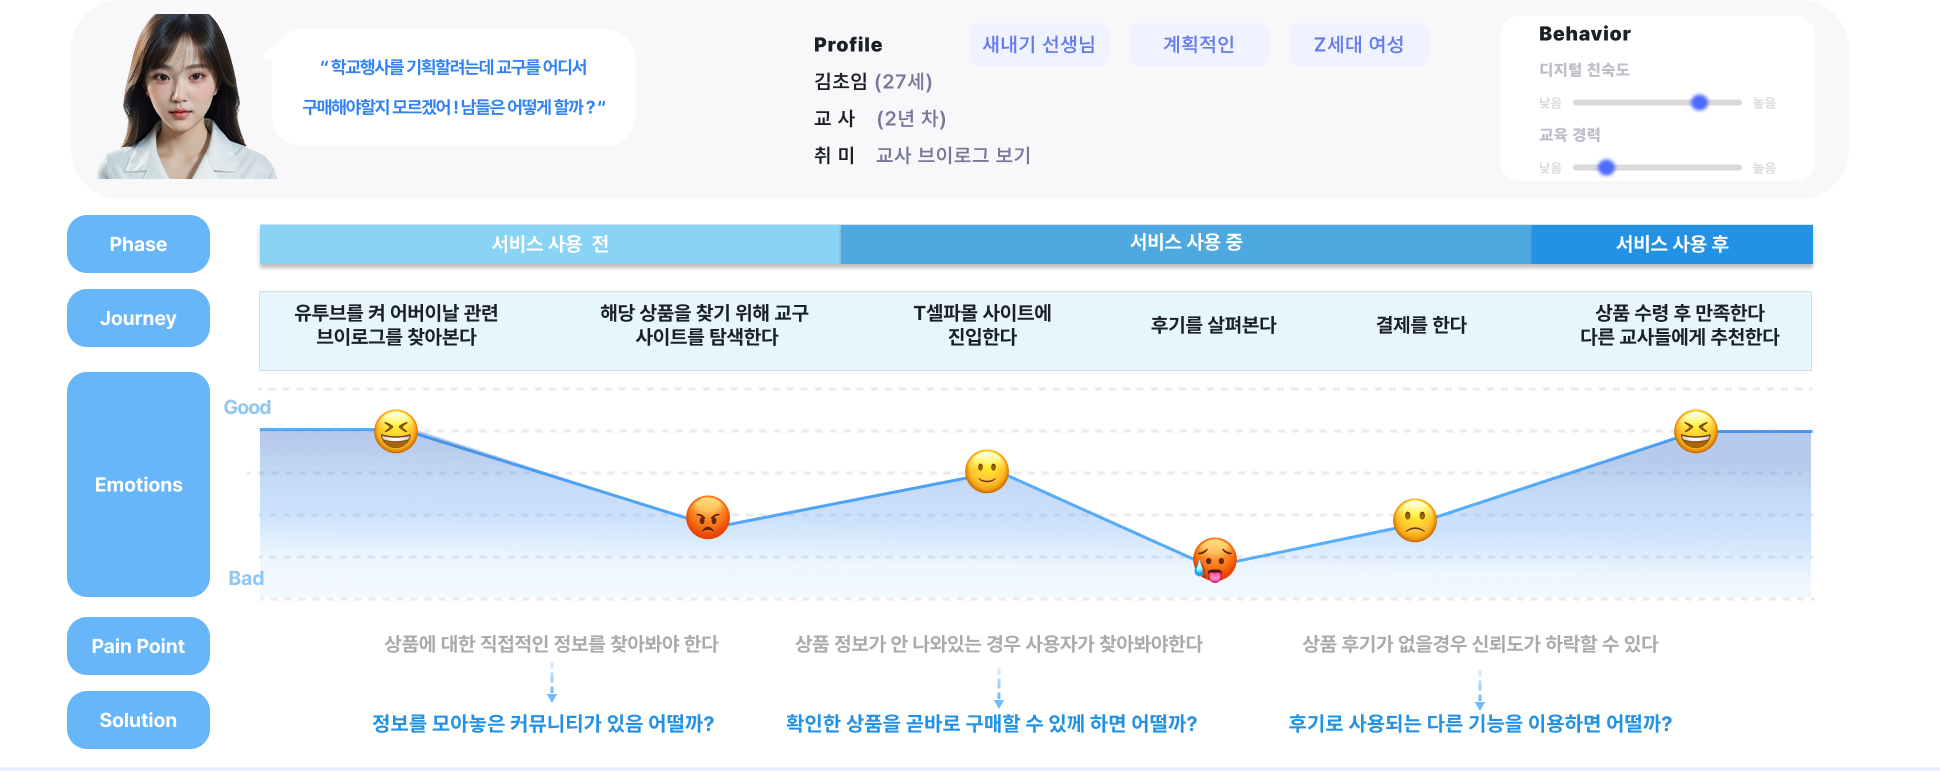 “ 학교행사를 기획할려는데 교구를 어디서
구매해야할지 모르겠어 ! 남들은 어떻게 할까 ? “
Profile
새내기 선생님
계획적인
Z세대 여성
김초임 (27세)
교 사 (2년 차)
취 미 교사 브이로그 보기
Behavior
디지털 친숙도
낮음 높음
교육 경력
낮음 높음
Phase
서비스 사용 전
서비스 사용 중
서비스 사용 후
Journey
유투브를 켜 어버이날 관련
브이로그를 찾아본다
해당 상품을 찾기 위해 교구
사이트를 탐색한다
T셀파몰 사이트에
진입한다
후기를 살펴본다
결제를 한다
상품 수령 후 만족한다
다른 교사들에게 추천한다
Emotions
Good
Bad
Pain Point
상품에 대한 직접적인 정보를 찾아봐야 한다
상품 정보가 안 나와있는 경우 사용자가 찾아봐야한다
상품 후기가 없을경우 신뢰도가 하락할 수 있다
Solution
정보를 모아놓은 커뮤니티가 있음 어떨까?
확인한 상품을 곧바로 구매할 수 있께 하면 어떨까?
후기로 사용되는 다른 기능을 이용하면 어떨까?